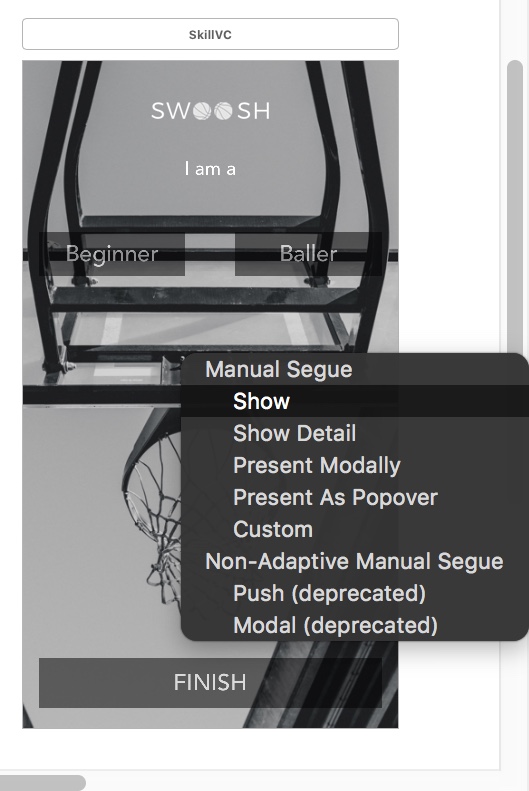 SkillVC
SWOOSH
I am a
Beginner
Baller
Manual Segue
Show
Show Detail
Present Modally
Present As Popover
Custom
Non-Adaptive Manual Segue
Push (deprecated)
Modal (deprecated)
FINISH